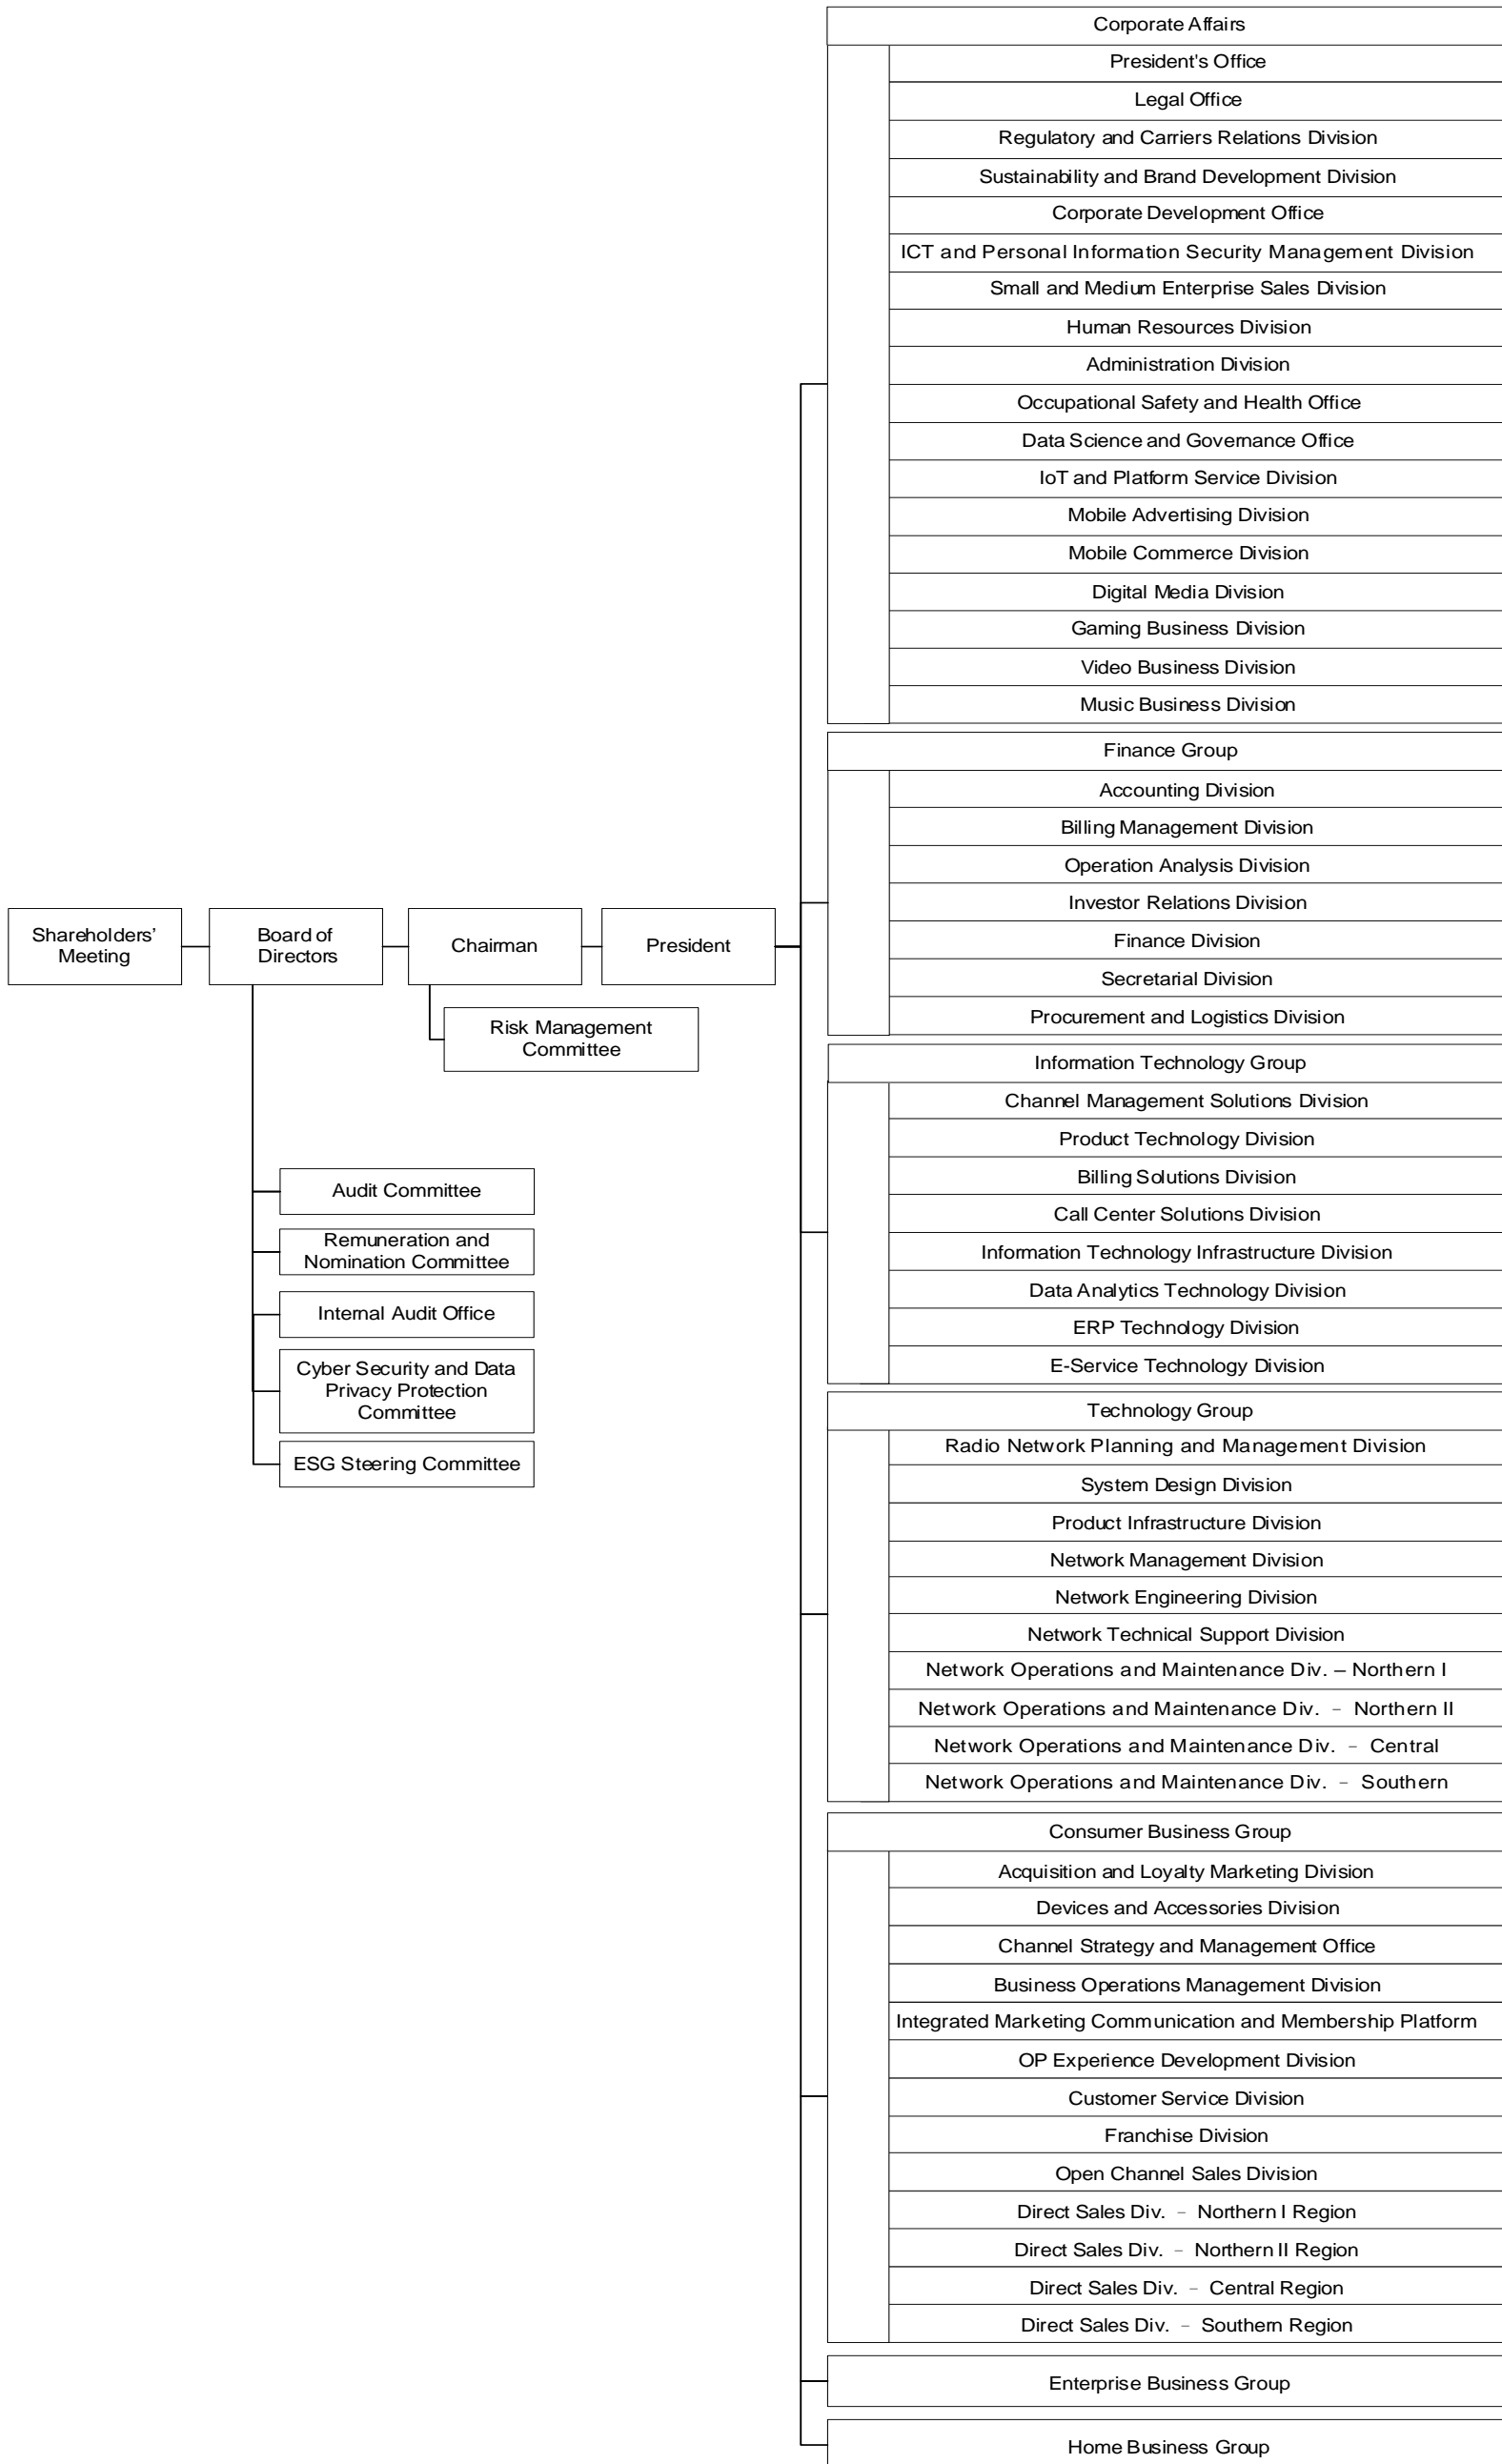 Shareholders’
Meeting
Board of
Directors
Chairman
President
Risk Management
Committee
Audit Committee
Remuneration and
Nomination Committee
Internal Audit Office
Cyber Security and Data
Privacy Protection
Committee
ESG Steering Committee
Corporate Affairs
President's Office
Legal Office
Regulatory and Carriers Relations Division
Sustainability and Brand Development Division
Corporate Development Office
ICT and Personal Information Security Management Division
Small and Medium Enterprise Sales Division
Human Resources Division
Administration Division
Occupational Safety and Health Office
Data Science and Governance Office
IoT and Platform Service Division
Mobile Advertising Division
Mobile Commerce Division
Digital Media Division
Gaming Business Division
Video Business Division
Music Business Division
Finance Group
Accounting Division
Billing Management Division
Operation Analysis Division
Investor Relations Division
Finance Division
Secretarial Division
Procurement and Logistics Division
Information Technology Group
Channel Management Solutions Division
Product Technology Division
Billing Solutions Division
Call Center Solutions Division
Information Technology Infrastructure Division
Data Analytics Technology Division
ERP Technology Division
E-Service Technology Division
Technology Group
Radio Network Planning and Management Division
System Design Division
Product Infrastructure Division
Network Management Division
Network Engineering Division
Network Technical Support Division
Network Operations and Maintenance Div. – Northern I
Network Operations and Maintenance Div. – Northern II
Network Operations and Maintenance Div. – Central
Network Operations and Maintenance Div. – Southern
Consumer Business Group
Acquisition and Loyalty Marketing Division
Devices and Accessories Division
Channel Strategy and Management Office
Business Operations Management Division
Integrated Marketing Communication and Membership Platform
OP Experience Development Division
Customer Service Division
Franchise Division
Open Channel Sales Division
Direct Sales Div. – Northern I Region
Direct Sales Div. – Northern II Region
Direct Sales Div. – Central Region
Direct Sales Div. – Southern Region
Enterprise Business Group
Home Business Group